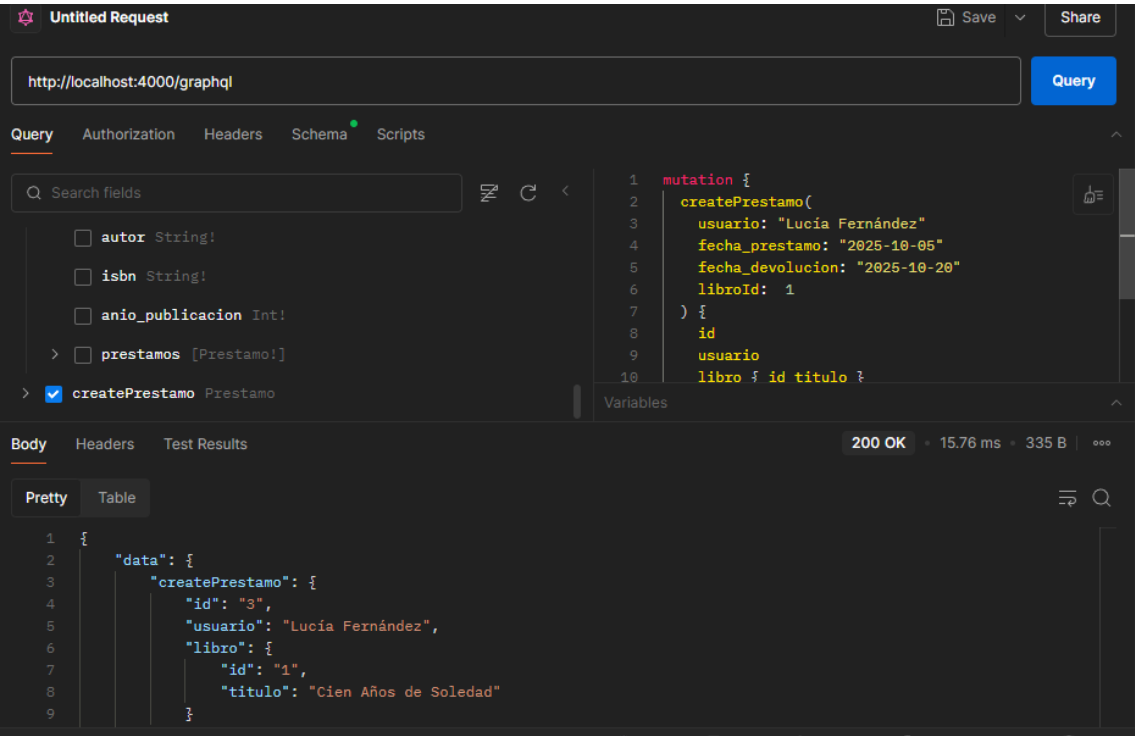 Untitled Request
Save
Share
http://localhost:4000/graphql
Query
Query Authorization Headers Schema Scripts
Search fields
autor String!
isbn String!
anio_publicacion Int!
prestamos [Prestamo!]
createPrestamo Prestamo
1 mutation {
2 createPrestamo(
3 usuario: "Lucía Fernández"
4 fecha_prestamo: "2025-10-05"
5 fecha_devolucion: "2025-10-20"
6 libroId: 1
7 ) {
8 id
9 usuario
10 libro { id titulo }
Variables
Body Headers Test Results
200 OK • 15.76 ms • 335 B
Pretty Table
1 {
2 "data": {
3 "createPrestamo": {
4 "id": "3",
5 "usuario": "Lucía Fernández",
6 "libro": {
7 "id": "1",
8 "titulo": "Cien Años de Soledad"
9 }